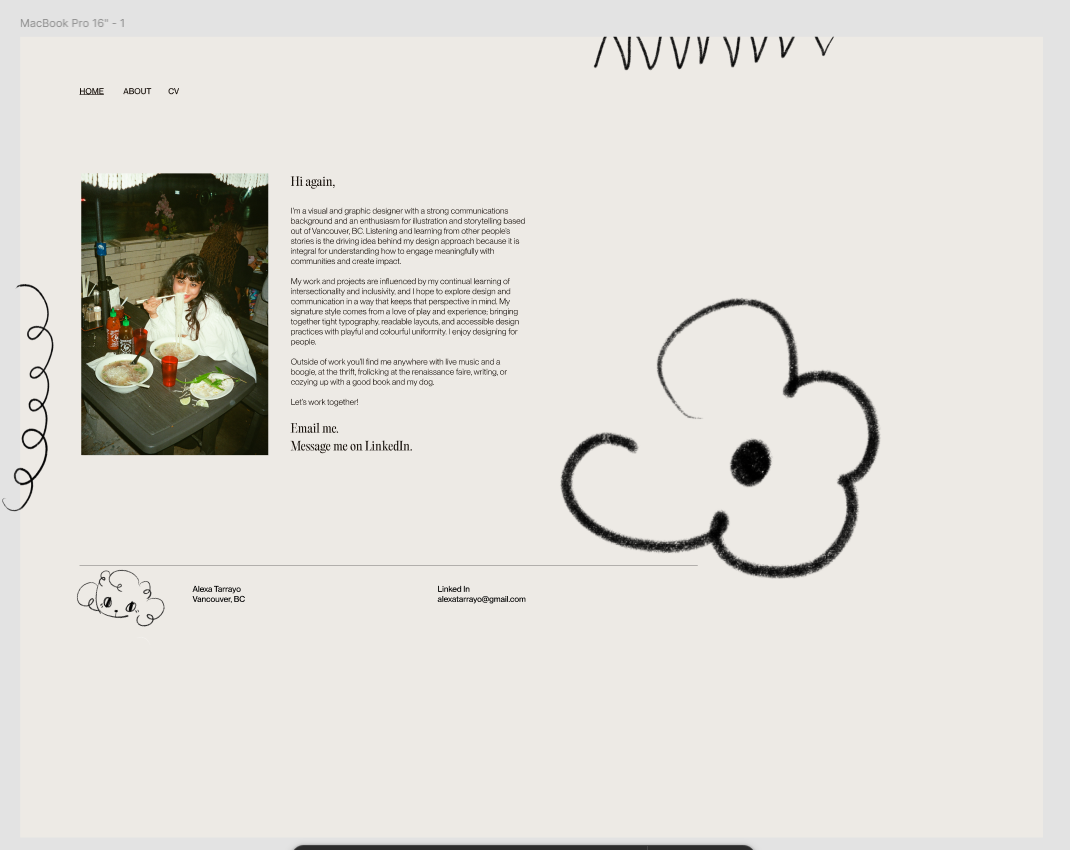 MacBook Pro 16" - 1
HOME ABOUT CV
Hi again,
I'm a visual and graphic designer with a strong communications
background and an enthusiasm for illustration and storytelling based
out of Vancouver, BC. Listening and learning from other people's
stories is the driving idea behind my design approach because it is
integral for understanding how to engage meaningfully with
communities and create impact.
My work and projects are influenced by my continual learning of
intersectionality and inclusivity, and I hope to explore design and
communication in a way that keeps that perspective in mind. My
signature style comes from a love of play and experience; bringing
together tight typography, readable layouts, and accessible design
practices with playful and colourful uniformity. I enjoy designing for
people.
Outside of work you'll find me anywhere with live music and a
boogie, at the thrift, frolicking at the renaissance faire, writing, or
cozying up with a good book and my dog.
Let's work together!
Email me.
Message me on LinkedIn.
Alexa Tarrayo
Vancouver, BC
Linked In
alexatarrayo@gmail.com